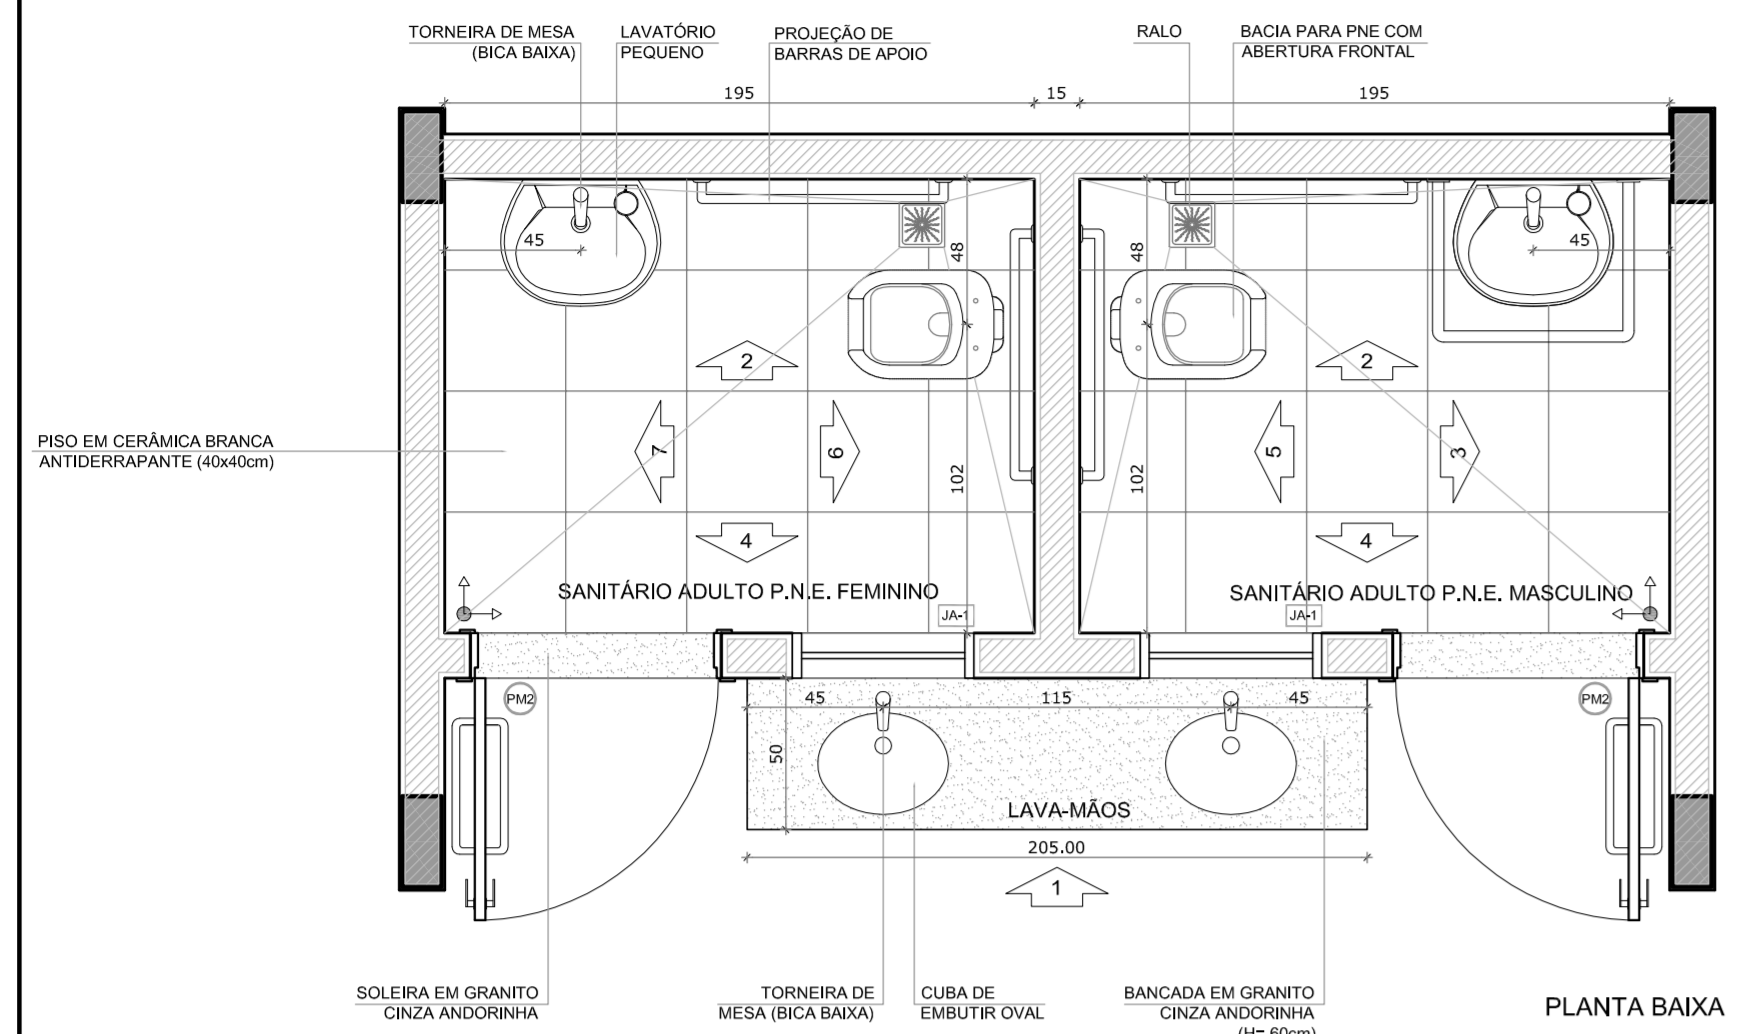 TORNEIRA DE MESA
(BICA BAIXA)
LAVATÓRIO
PEQUENO
PROJEÇÃO DE
BARRAS DE APOIO
RALO
BACIA PARA PNE COM
ABERTURA FRONTAL
195
15
195
45
48
48
45
2
2
PISO EM CERÂMICA BRANCA
ANTIDERRAPANTE (40x40cm)
7
6
102
102
5
3
4
4
SANITÁRIO ADULTO P.N.E. FEMININO
SANITÁRIO ADULTO P.N.E. MASCULINO
JA-1
JA-1
PM2
45
115
45
PM2
50
LAVA-MÃOS
205.00
1
SOLEIRA EM GRANITO
CINZA ANDORINHA
TORNEIRA DE
MESA (BICA BAIXA)
CUBA DE
EMBUTIR OVAL
BANCADA EM GRANITO
CINZA ANDORINHA
(H= 60cm)
PLANTA BAIXA